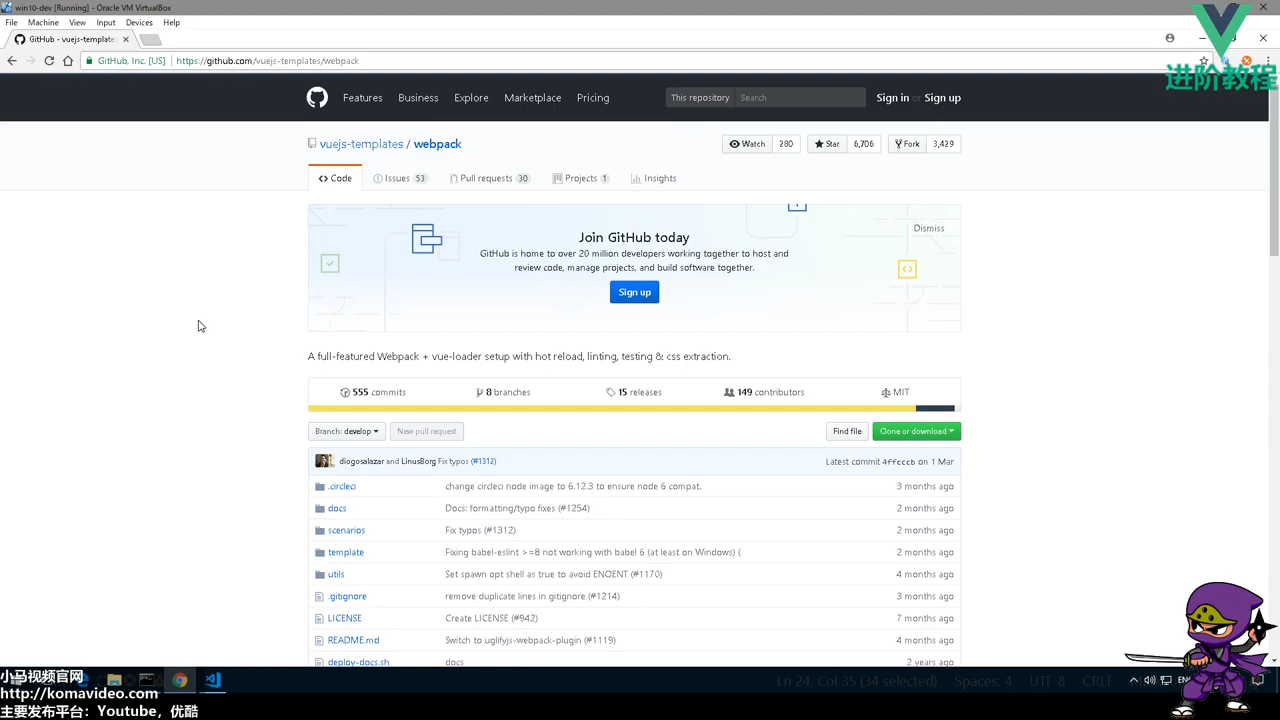 win10-dev [Running] - Oracle VM VirtualBox
File Machine View Input Devices Help
GitHub - vuejs-template
GitHub, Inc. [US] https://github.com/vuejs-templates/webpack
进阶教程
Features Business Explore Marketplace Pricing This repository Search Sign in or Sign up
vuejs-templates / webpack Watch 280 Star 6,706 Fork 3,429
Code Issues 53 Pull requests 30 Projects 1 Insights
Join GitHub today
Dismiss
GitHub is home to over 20 million developers working together to host and
review code, manage projects, and build software together.
Sign up
A full-featured Webpack + vue-loader setup with hot reload, linting, testing & css extraction.
555 commits 8 branches 15 releases 149 contributors MIT
Branch: develop New pull request Find file Clone or download
diogosalazar and LinusBorg Fix typos (#1312) Latest commit 4ffcccb on 1 Mar
.circleci change circleci node image to 6.12.3 to ensure node 6 compat. 3 months ago
docs Docs: formatting/typo fixes (#1254) 2 months ago
scenarios Fix typos (#1312) 2 months ago
template Fixing babel-eslint >=8 not working with babel 6 (at least on Windows) ( 2 months ago
utils Set spawn opt shell as true to avoid ENOENT (#1170) 4 months ago
.gitignore remove duplicate lines in gitignore (#1214) 3 months ago
LICENSE Create LICENSE (#942) 7 months ago
README.md Switch to uglifyjs-webpack-plugin (#1119) 4 months ago
deploy-docs.sh docs 2 years ago
小马视频官网
http://komavideo.com
主要发布平台：Youtube，优酷
Ln 24, Col 35 (34 selected) Spaces: 4 UTF-8 CRLF